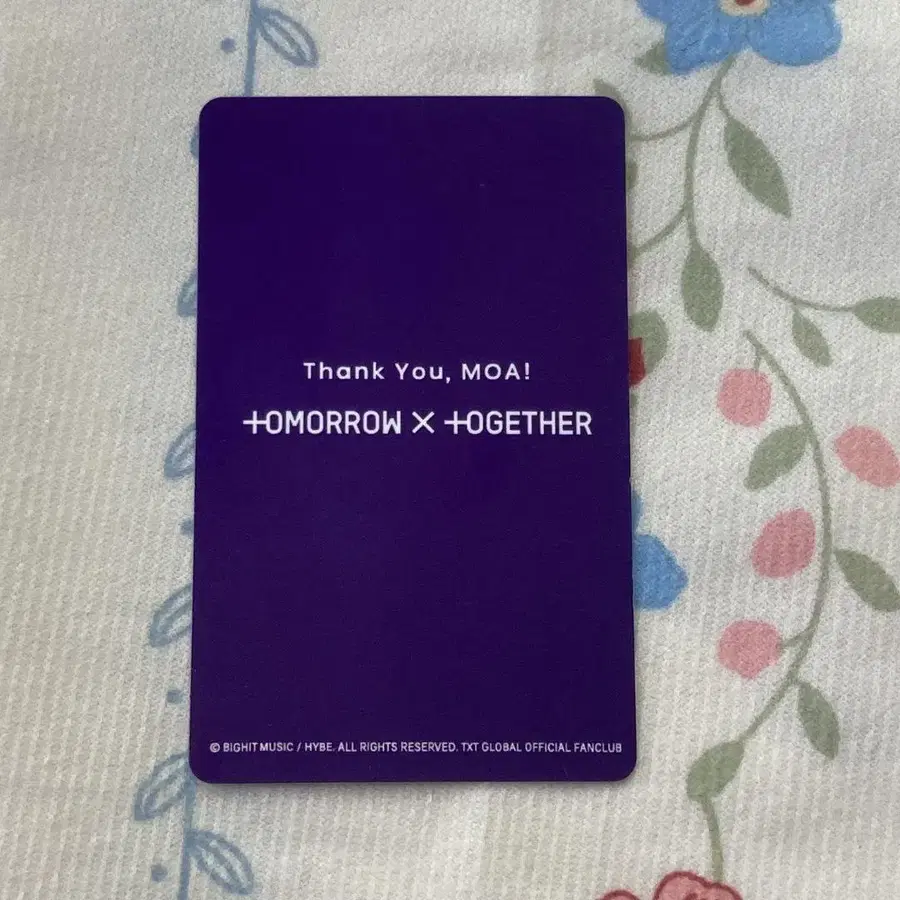 Thank You, MOA!
TOMORROW X TOGETHER
© BIGHIT MUSIC / HYBE. ALL RIGHTS RESERVED. TXT GLOBAL OFFICIAL FANCLUB